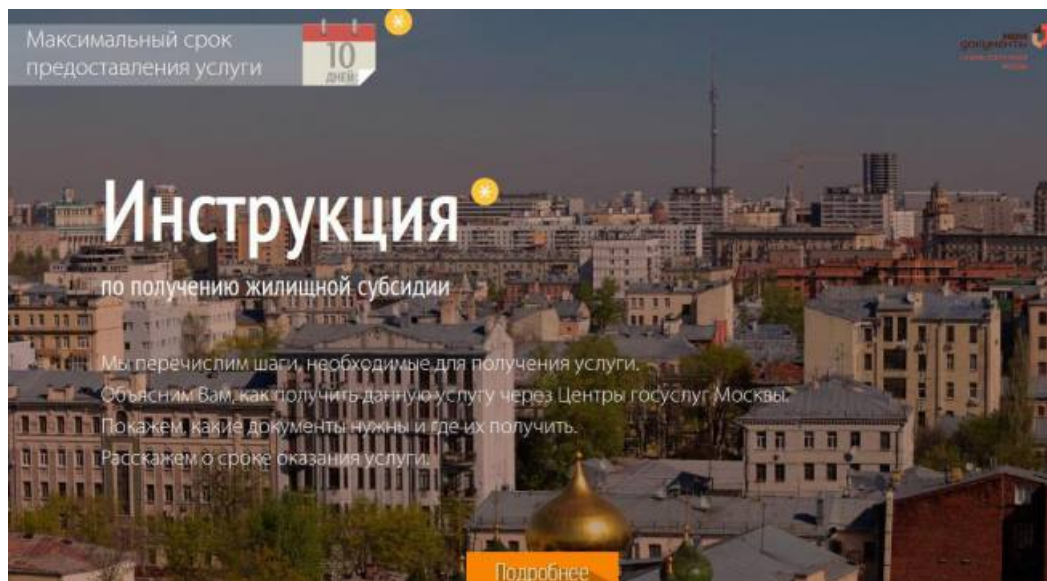 Максимальный срок
предоставления услуги
10
ДНЕЙ
документы
Инструкция
по получению жилищной субсидии
Мы перечислим шаги, необходимые для получения услуги.
Объясним Вам, как получить данную услугу через Центры госуслуг Москвы.
Покажем, какие документы нужны и где их получить.
Расскажем о сроке оказания услуги.
Подробнее